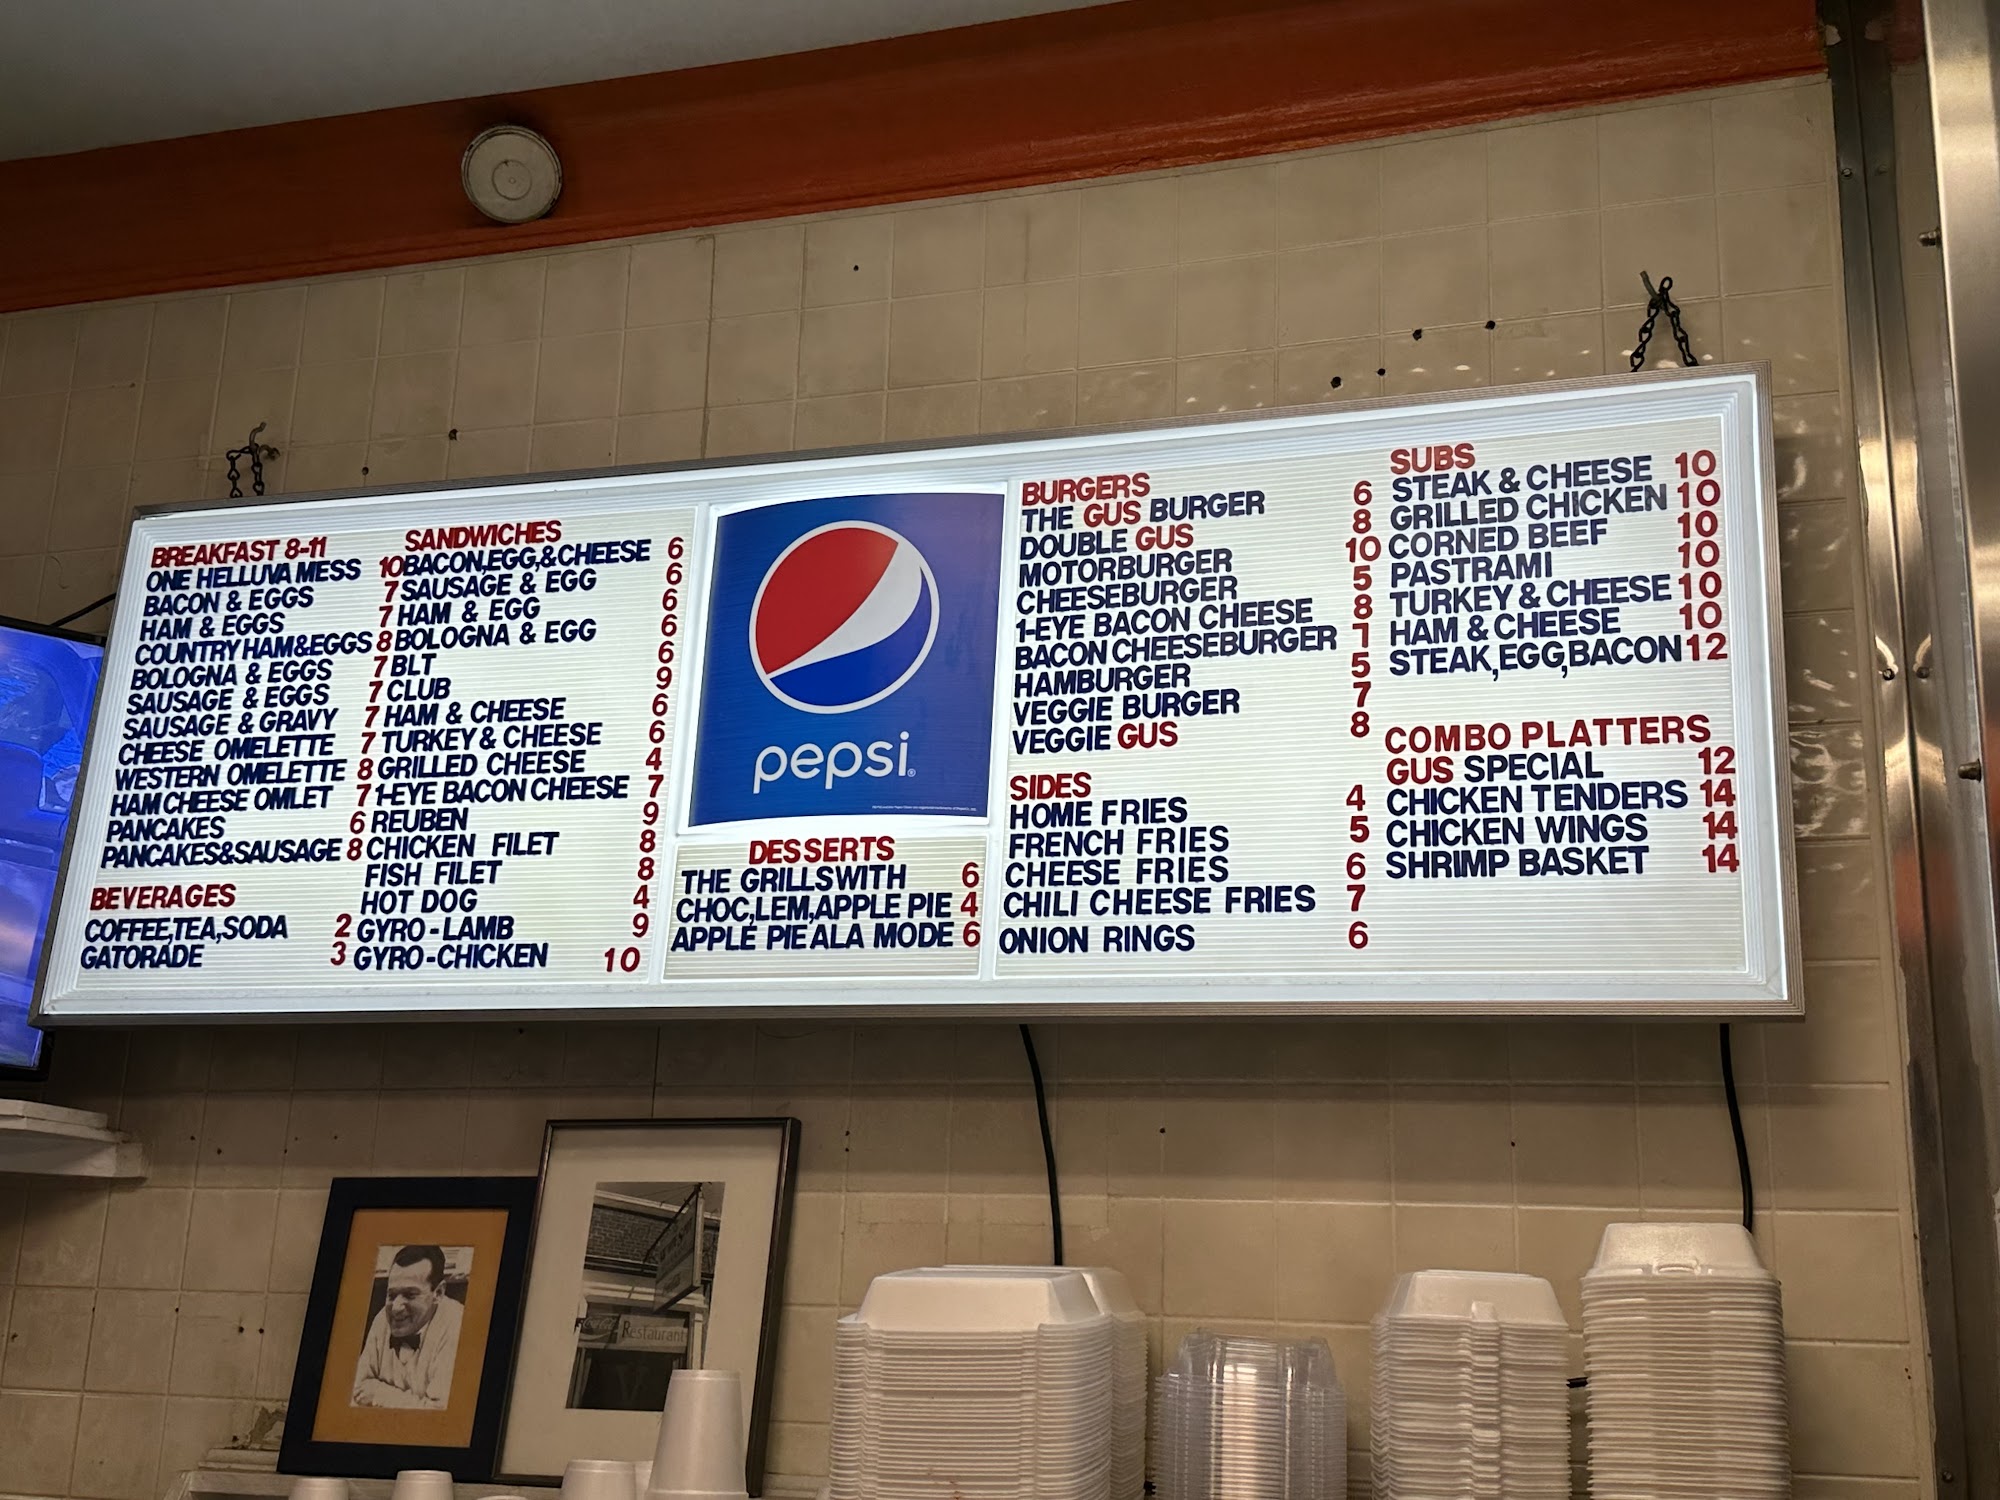 BREAKFAST 8-11
ONE HELLUVA MESS 10
BACON & EGGS 7
HAM & EGGS 7
COUNTRY HAM&EGGS 8
BOLOGNA & EGGS 7
SAUSAGE & EGGS 7
SAUSAGE & GRAVY 7
CHEESE OMELETTE 7
WESTERN OMELETTE 8
HAM CHEESE OMLET 7
PANCAKES 6
PANCAKES&SAUSAGE 8
BEVERAGES
COFFEE,TEA,SODA 2
GATORADE 3
SANDWICHES
BACON,EGG,&CHEESE 6
SAUSAGE & EGG 6
HAM & EGG 6
BOLOGNA & EGG 6
BLT 6
CLUB 9
HAM & CHEESE 6
TURKEY & CHEESE 6
GRILLED CHEESE 4
1-EYE BACON CHEESE 7
REUBEN 9
CHICKEN FILET 8
FISH FILET 8
HOT DOG 4
GYRO-LAMB 9
GYRO-CHICKEN 10
pepsi
DESSERTS
THE GRILLSWITH 6
CHOC,LEM,APPLE PIE 4
APPLE PIE ALA MODE 6
BURGERS
THE GUS BURGER 6
DOUBLE GUS 8
MOTORBURGER 10
CHEESEBURGER 5
1-EYE BACON CHEESE 8
BACON CHEESEBURGER 7
HAMBURGER 5
VEGGIE BURGER 7
VEGGIE GUS 8
SIDES
HOME FRIES 4
FRENCH FRIES 5
CHEESE FRIES 6
CHILI CHEESE FRIES 7
ONION RINGS 6
SUBS
STEAK & CHEESE 10
GRILLED CHICKEN 10
CORNED BEEF 10
PASTRAMI 10
TURKEY & CHEESE 10
HAM & CHEESE 10
STEAK,EGG,BACON 12
COMBO PLATTERS
GUS SPECIAL 12
CHICKEN TENDERS 14
CHICKEN WINGS 14
SHRIMP BASKET 14
Restaurant